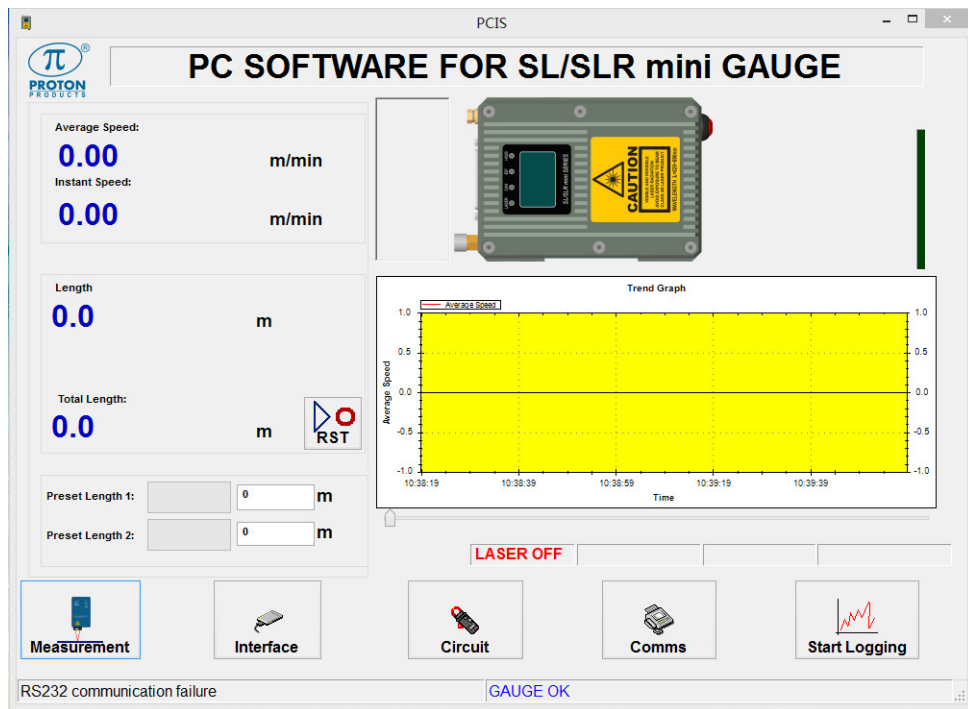 PCIS
π
®
PROTON
PRODUCTS
PC SOFTWARE FOR SL/SLR mini GAUGE
Average Speed:
0.00 m/min
Instant Speed:
0.00 m/min
Length
0.0 m
Total Length:
0.0 m
RST
Preset Length 1: 0 m
Preset Length 2: 0 m
SL/SLR mini SERIES
CAUTION
Trend Graph
Average Speed
1.0 1.0
0.5 0.5
0.0 0.0
-0.5 -0.5
-1.0 -1.0
Average Speed
10:38:19 10:38:39 10:38:59 10:39:19 10:39:39
Time
LASER OFF
Measurement
Interface
Circuit
Comms
Start Logging
RS232 communication failure
GAUGE OK